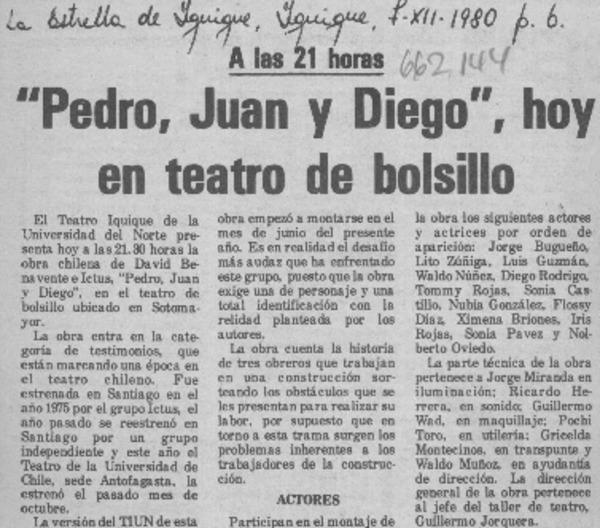 La Estrella de Iquique, Iquique, 7-XII-1980 p. 6.
A las 21 horas
662144
"Pedro, Juan y Diego", hoy
en teatro de bolsillo
El Teatro Iquique de la
Universidad del Norte pre-
senta hoy a las 21.30 horas la
obra chilena de David Be-
navente e Ictus, "Pedro, Juan
y Diego", en el teatro de
bolsillo ubicado en Sotoma-
yor.
La obra entra en la cate-
goría de testimonios, que
están marcando una época en
el teatro chileno. Fue
estrenada en Santiago en el
año 1975 por el grupo Ictus, el
año pasado se reestrenó en
Santiago por un grupo
independiente y este año el
Teatro de la Universidad de
Chile, sede Antofagasta, la
estrenó el pasado mes de
octubre.
La versión del TIUN de esta
obra empezó a montarse en el
mes de junio del presente
año. Es en realidad el desafío
más audaz que ha enfrentado
este grupo, puesto que la obra
exige una de personaje y una
total identificación con la
relidad planteada por los
autores.
La obra cuenta la historia
de tres obreros que trabajan
en una construcción sor-
teando los obstáculos que se
les presentan para realizar su
labor, por supuesto que en
torno a esta trama surgen los
problemas inherentes a los
trabajadores de la construc-
ción.
ACTORES
Participan en el montaje de
la obra los siguientes actores
y actrices por orden de
aparición: Jorge Bugueño,
Lito Zúñiga, Luis Guzmán,
Waldo Núñez, Diego Rodrigo,
Tommy Rojas, Sonia Cas-
tillo, Nubia González, Flossy
Díaz, Ximena Briones, Iris
Rojas, Sonia Pavez y Nol-
berto Oviedo.
La parte técnica de la obra
pertenece a Jorge Miranda en
iluminación; Ricardo He-
rrera, en sonido; Guillermo
Wad, en maquillaje; Pochi
Toro, en utilería; Gricelda
Montecinos, en transpunte y
Waldo Muñoz, en ayudantía
de dirección. La dirección
general de la obra pertenece
al jefe del taller de teatro,
Guillermo Jorquera.